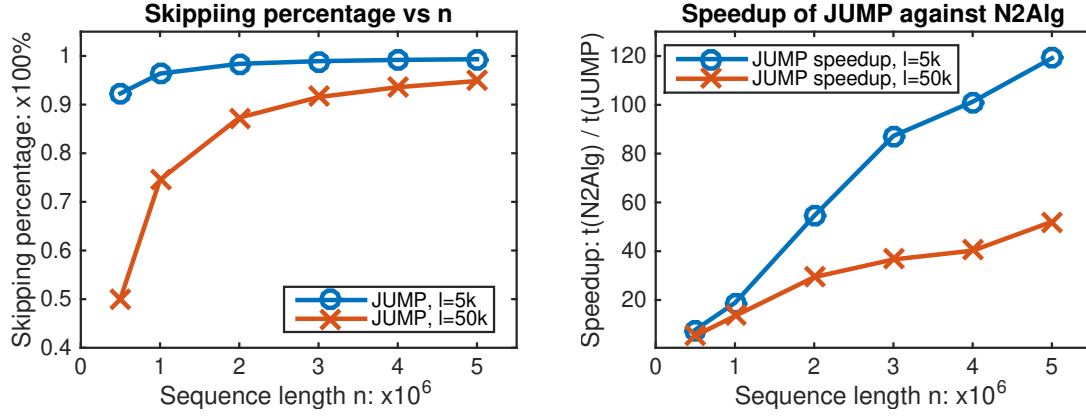 Skippiing percentage vs n
Skipping percentage: x100%
1
0.9
0.8
0.7
0.6
0.5
0.4
JUMP, l=5k
JUMP, l=50k
0 1 2 3 4 5
Sequence length n: x10^6
Speedup of JUMP against N2Alg
Speedup: t(N2Alg) / t(JUMP)
120
100
80
60
40
20
JUMP speedup, l=5k
JUMP speedup, l=50k
0 1 2 3 4 5
Sequence length n: x10^6